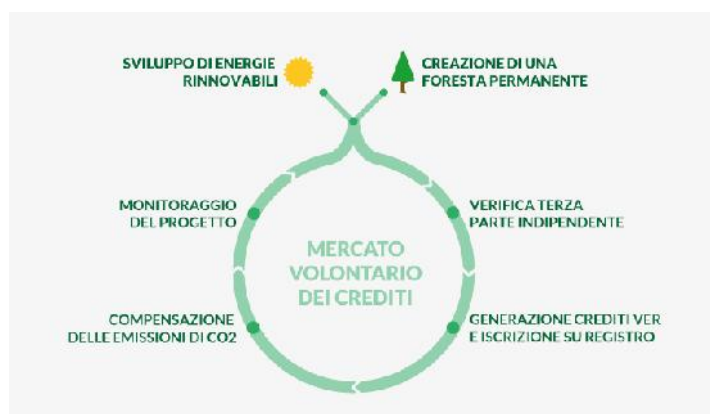 SVILUPPO DI ENERGIE
RINNOVABILI
CREAZIONE DI UNA
FORESTA PERMANENTE
MONITORAGGIO
DEL PROGETTO
VERIFICA TERZA
PARTE INDIPENDENTE
MERCATO
VOLONTARIO
DEI CREDITI
COMPENSAZIONE
DELLE EMISSIONI DI CO2
GENERAZIONE CREDITI VER
E ISCRIZIONE SU REGISTRO